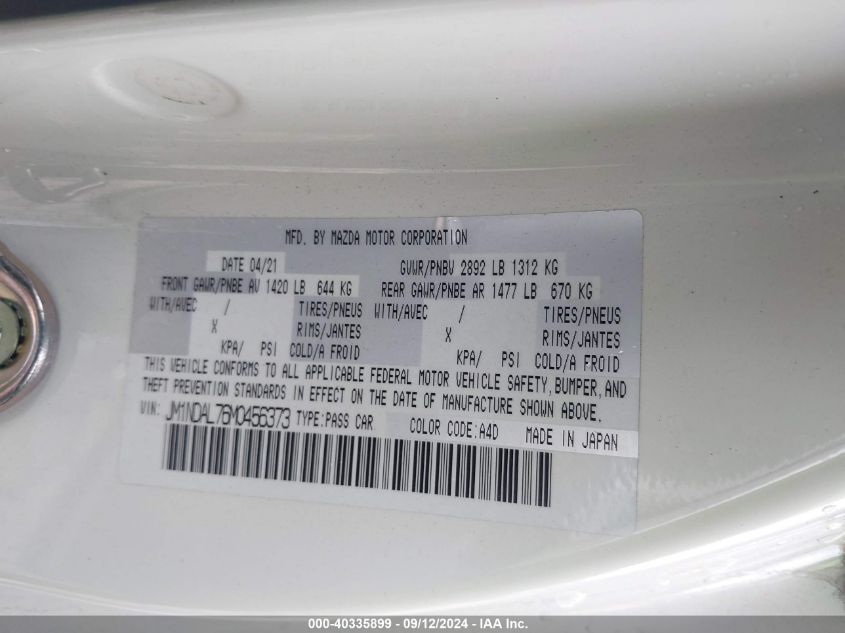 MFD. BY MAZDA MOTOR CORPORATION
DATE 04/21 GVWR/PNBV 2892 LB 1312 KG
FRONT GAWR/PNBE AV 1420 LB 644 KG REAR GAWR/PNBE AR 1477 LB 670 KG
WITH/AVEC / TIRES/PNEUS WITH/AVEC / TIRES/PNEUS
X RIMS/JANTES X RIMS/JANTES
KPA/ PSI COLD/A FROID KPA/ PSI COLD/A FROID
THIS VEHICLE CONFORMS TO ALL APPLICABLE FEDERAL MOTOR VEHICLE SAFETY, BUMPER, AND
THEFT PREVENTION STANDARDS IN EFFECT ON THE DATE OF MANUFACTURE SHOWN ABOVE.
VIN: JM1NDAL76M0456373 TYPE:PASS CAR COLOR CODE:A4D MADE IN JAPAN
000-40335899 - 09/12/2024 - IAA Inc.